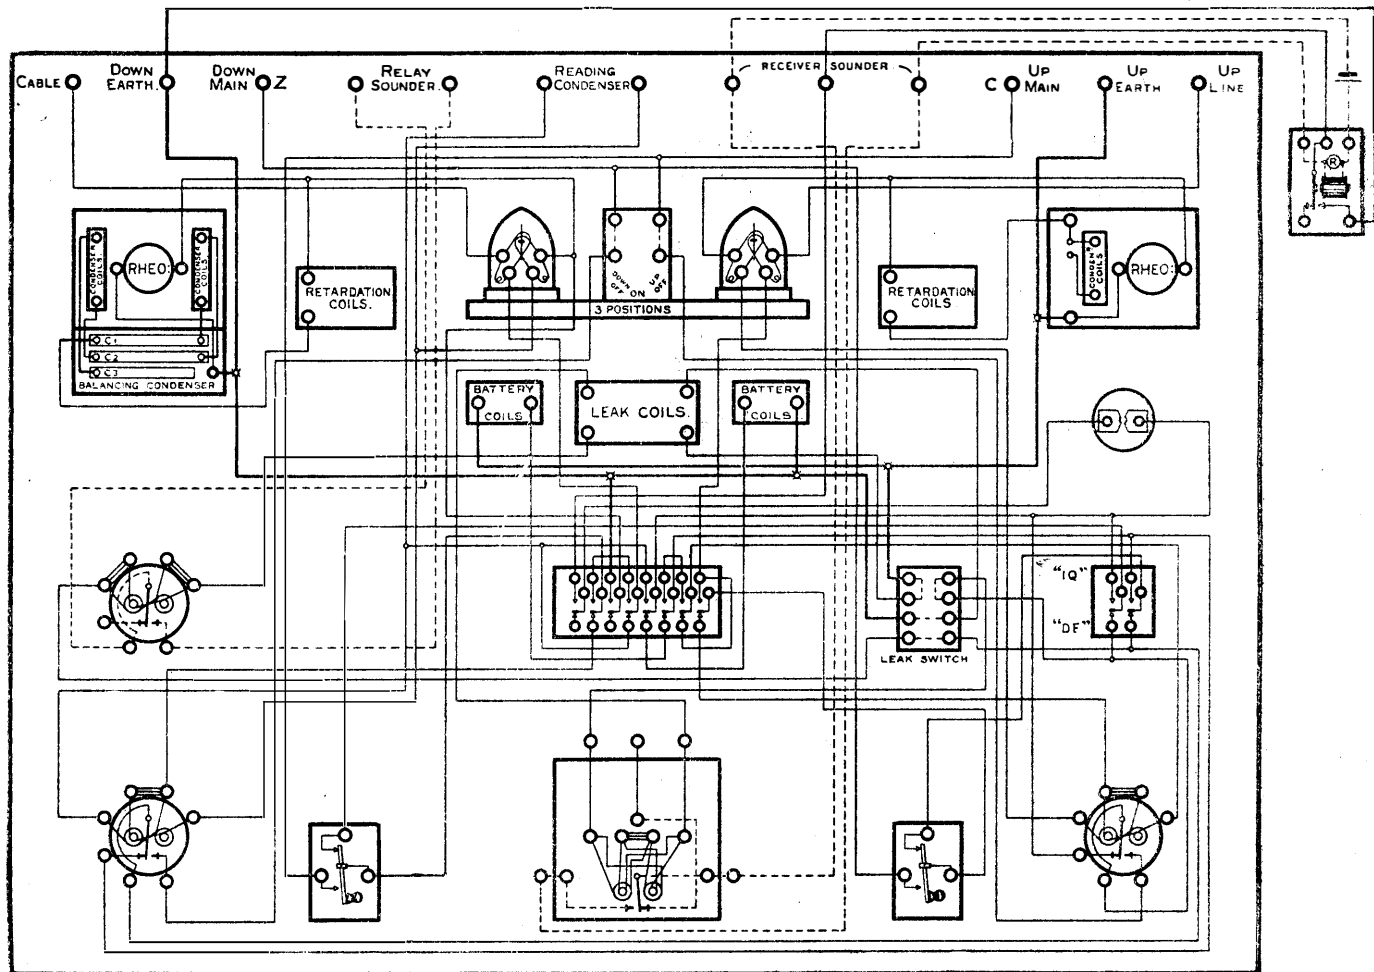 CABLE
DOWN
EARTH.
DOWN
MAIN
Z
RELAY
SOUNDER.
READING
CONDENSER
RECEIVER SOUNDER
C
UP
MAIN
UP
EARTH
UP
LINE
R
CONDENSER
COILS
RHEO:
CONDENSER
COILS
C1
C2
C3
BALANCING CONDENSER
RETARDATION
COILS.
DOWN
OFF
ON
UP
OFF
3 POSITIONS
RETARDATION
COILS
CONDENR
COILS
RHEO:
BATTERY
COILS
LEAK COILS.
BATTERY
COILS
LEAK SWITCH
"IQ"
"DF"